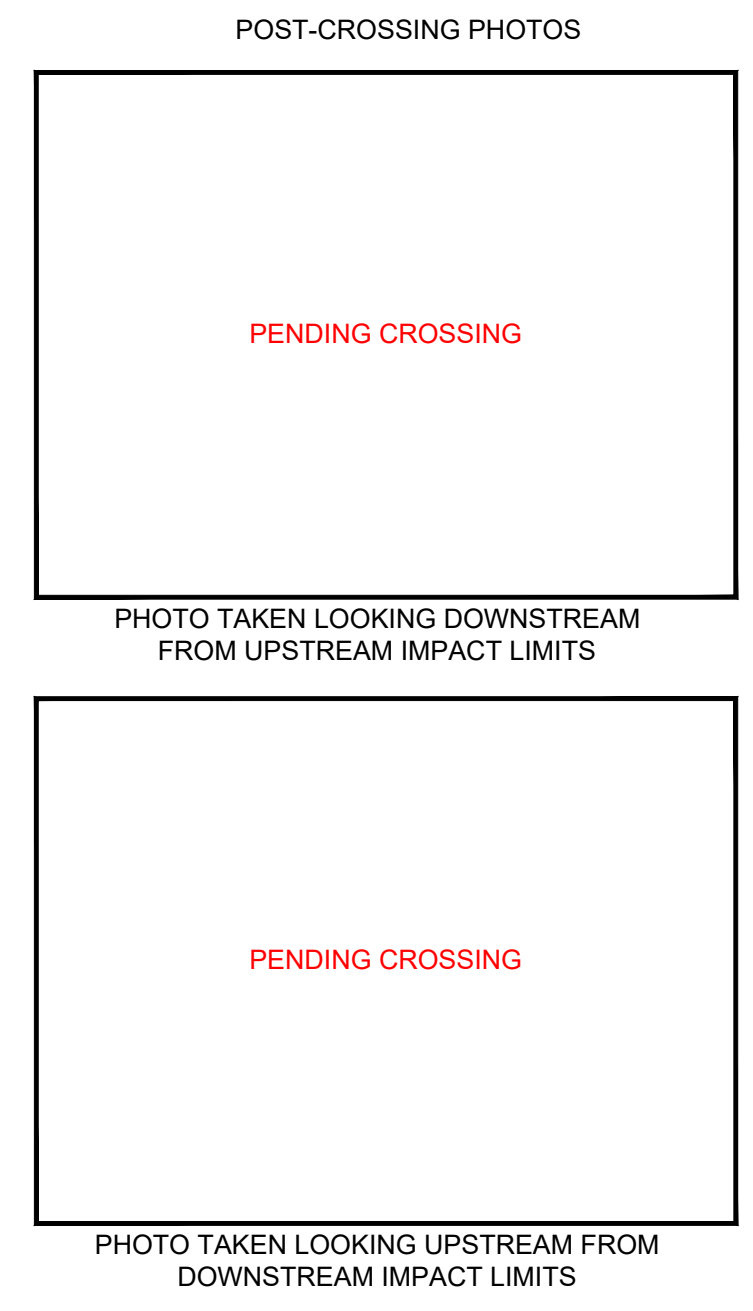 POST-CROSSING PHOTOS
PENDING CROSSING
PHOTO TAKEN LOOKING DOWNSTREAM
FROM UPSTREAM IMPACT LIMITS
PENDING CROSSING
PHOTO TAKEN LOOKING UPSTREAM FROM
DOWNSTREAM IMPACT LIMITS